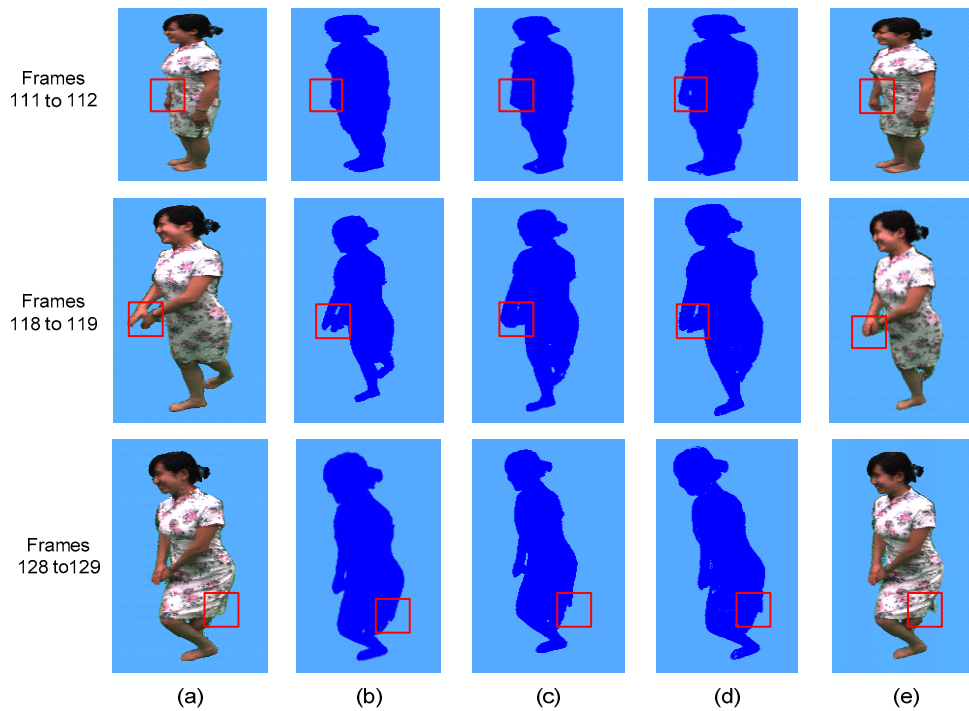 Frames
111 to 112
Frames
118 to 119
Frames
128 to129
(a)
(b)
(c)
(d)
(e)